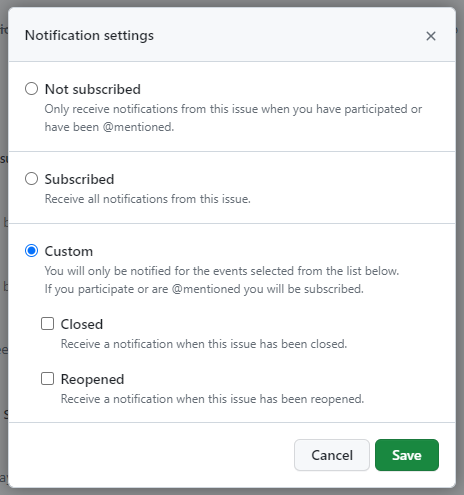 Notification settings
Not subscribed
Only receive notifications from this issue when you have participated or
have been @mentioned.
Subscribed
Receive all notifications from this issue.
Custom
You will only be notified for the events selected from the list below.
If you participate or are @mentioned you will be subscribed.
Closed
Receive a notification when this issue has been closed.
Reopened
Receive a notification when this issue has been reopened.
Cancel Save